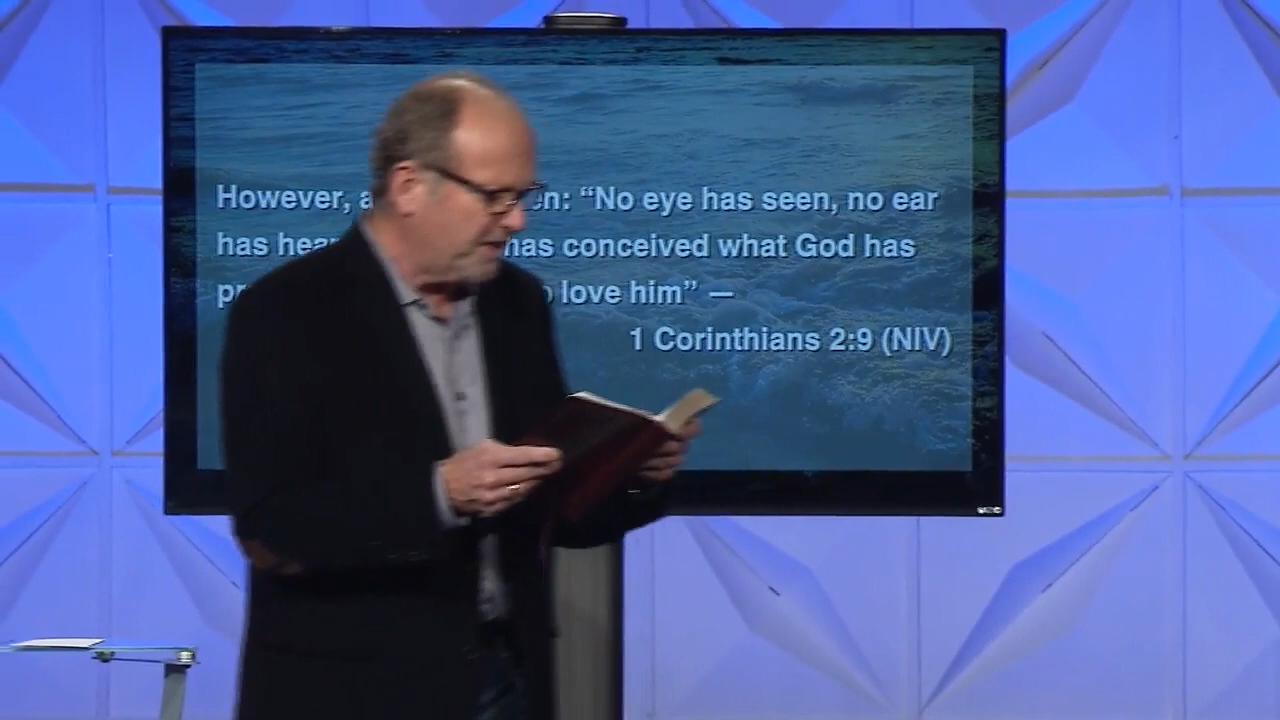 However, a en: “No eye has seen, no ear
has hear has conceived what God has
pr o love him” —
1 Corinthians 2:9 (NIV)